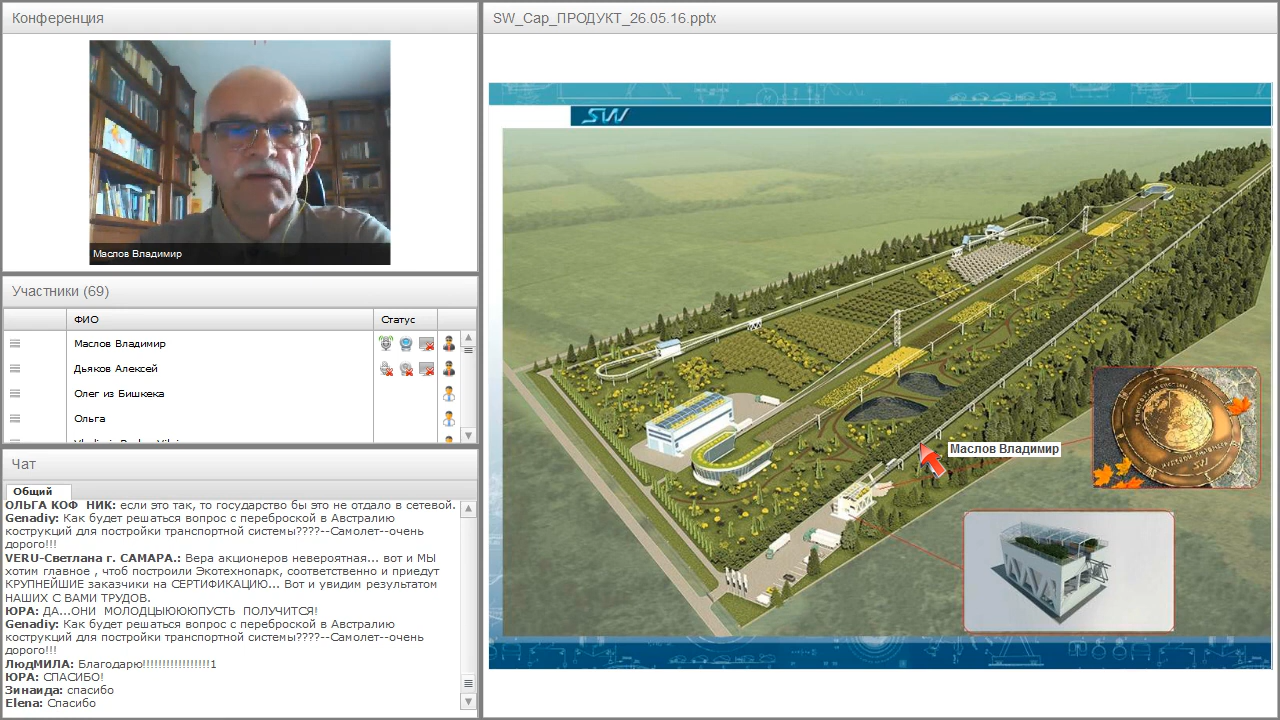 Конференция
Маслов Владимир
Участники (69)
ФИО
Статус
Маслов Владимир
Дьяков Алексей
Олег из Бишкека
Ольга
Чат
Общий
ОЛЬГА КОФ НИК: если это так, то государство бы это не отдало в сетевой.
Genadiy: Как будет решаться вопрос с переброской в Австралию
кострукций для постройки транспортной системы????--Самолет--очень
дорого!!!
VERU-Светлана г. САМАРА.: Вера акционеров невероятная... вот и МЫ
хотим главное , чтоб построили Экотехнопарк, соответственно и приедут
КРУПНЕЙШИЕ заказчики на СЕРТИФИКАЦИЮ... Вот и увидим результатом
НАШИХ С ВАМИ ТРУДОВ.
ЮРА: ДА...ОНИ МОЛОДЦЫЮЮЮПУСТЬ ПОЛУЧИТСЯ!
Genadiy: Как будет решаться вопрос с переброской в Австралию
кострукций для постройки транспортной системы????--Самолет--очень
дорого!!!
ЛюдМИЛА: Благодарю!!!!!!!!!!!!!!!!!1
ЮРА: СПАСИБО!
Зинаида: спасибо
Elena: Спасибо
SW_Cap_ПРОДУКТ_26.05.16.pptx
SW
Маслов Владимир